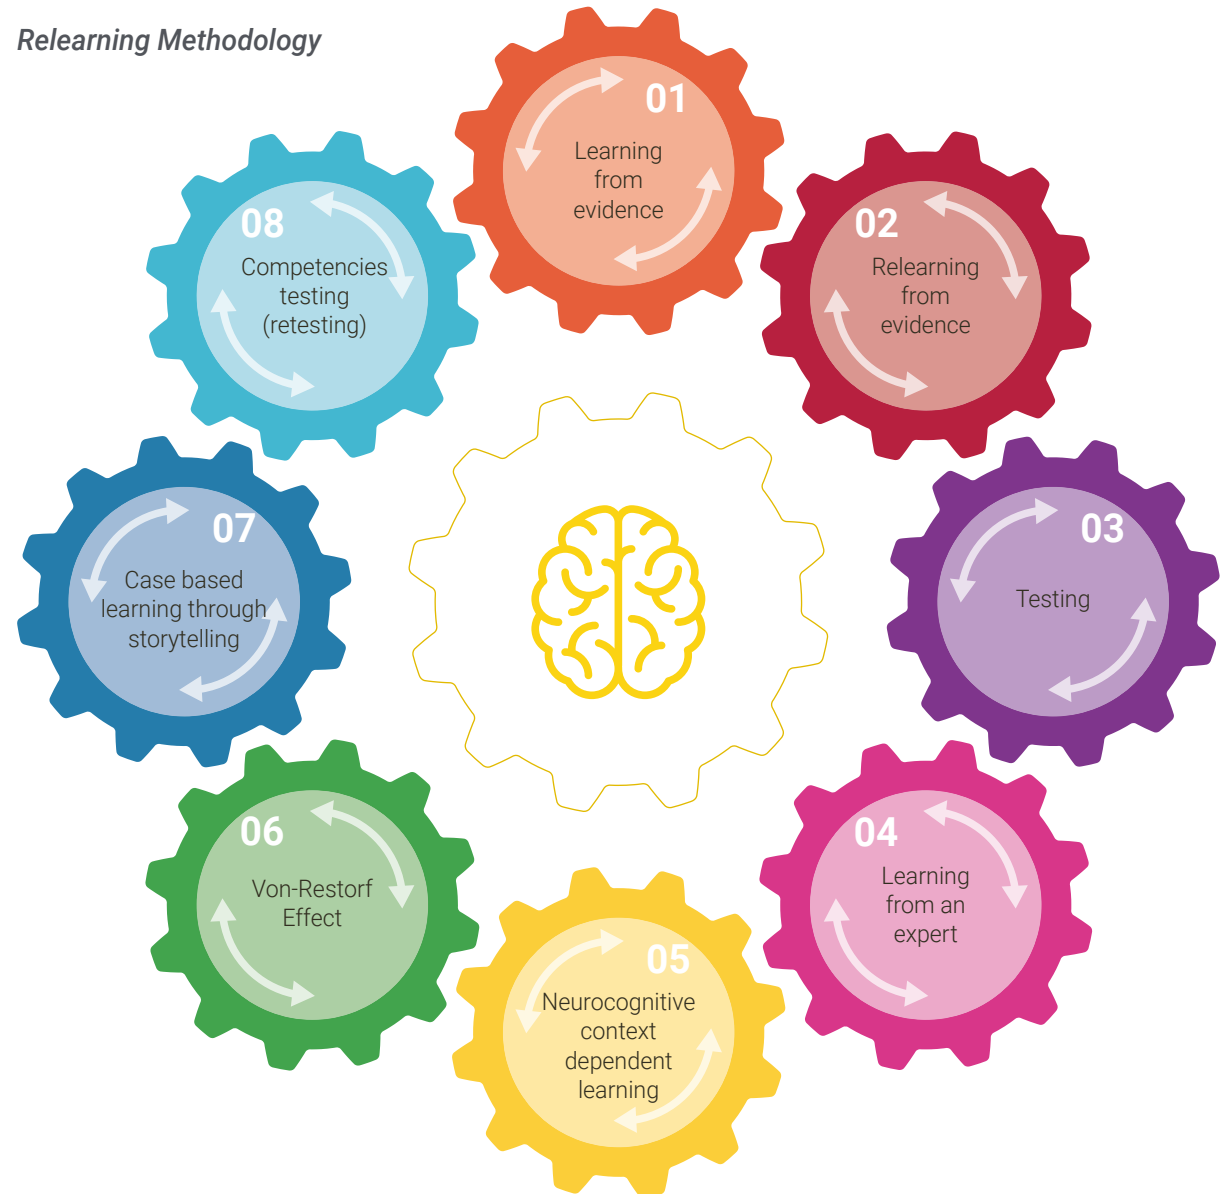 Relearning Methodology
01
Learning
from
evidence
02
Relearning
from
evidence
03
Testing
04
Learning
from an
expert
05
Neurocognitive
context
dependent
learning
06
Von-Restorf
Effect
07
Case based
learning through
storytelling
08
Competencies
testing
(retesting)